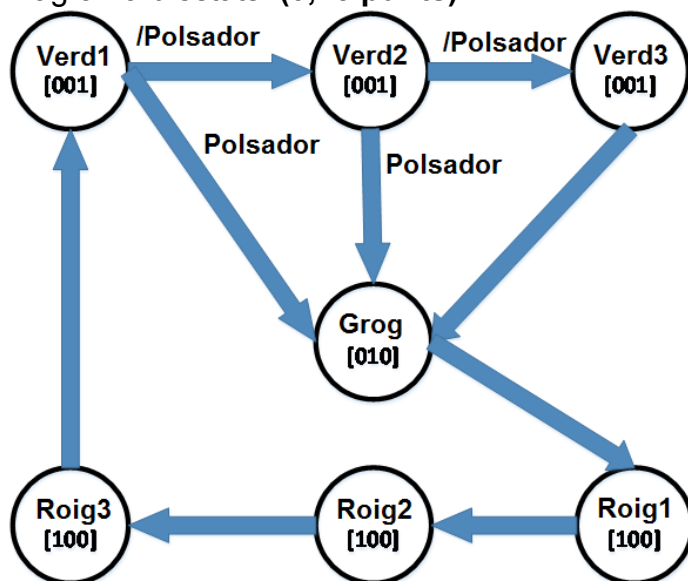 /Polsador
/Polsador
Verd1
[001]
Verd2
[001]
Verd3
[001]
Polsador
Polsador
Grog
[010]
Roig3
[100]
Roig2
[100]
Roig1
[100]